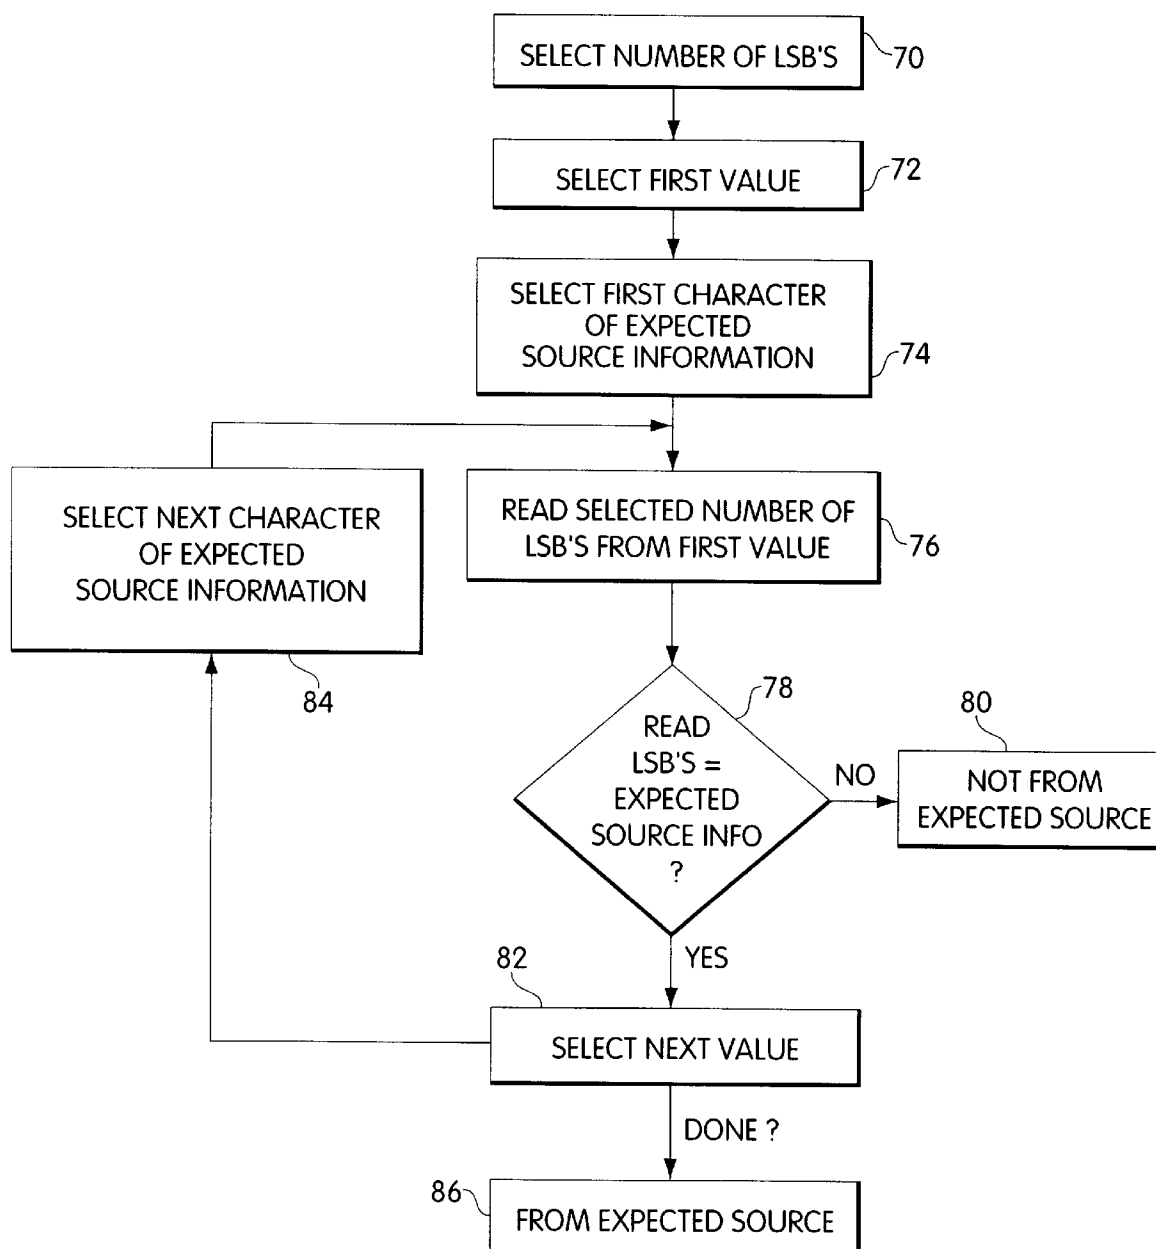 SELECT NUMBER OF LSB'S
70
SELECT FIRST VALUE
72
SELECT FIRST CHARACTER
OF EXPECTED
SOURCE INFORMATION
74
SELECT NEXT CHARACTER
OF EXPECTED
SOURCE INFORMATION
84
READ SELECTED NUMBER OF
LSB'S FROM FIRST VALUE
76
READ
LSB'S =
EXPECTED
SOURCE INFO
?
78
NO
80
NOT FROM
EXPECTED SOURCE
YES
82
SELECT NEXT VALUE
DONE ?
86
FROM EXPECTED SOURCE